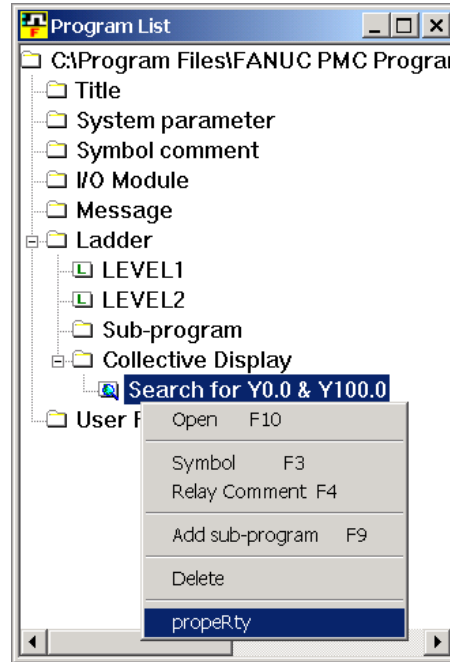 Program List
C:\Program Files\FANUC PMC Progra
Title
System parameter
Symbol comment
I/O Module
Message
Ladder
L LEVEL1
L LEVEL2
Sub-program
Collective Display
Search for Y0.0 & Y100.0
User F
Open F10
Symbol F3
Relay Comment F4
Add sub-program F9
Delete
propeRty